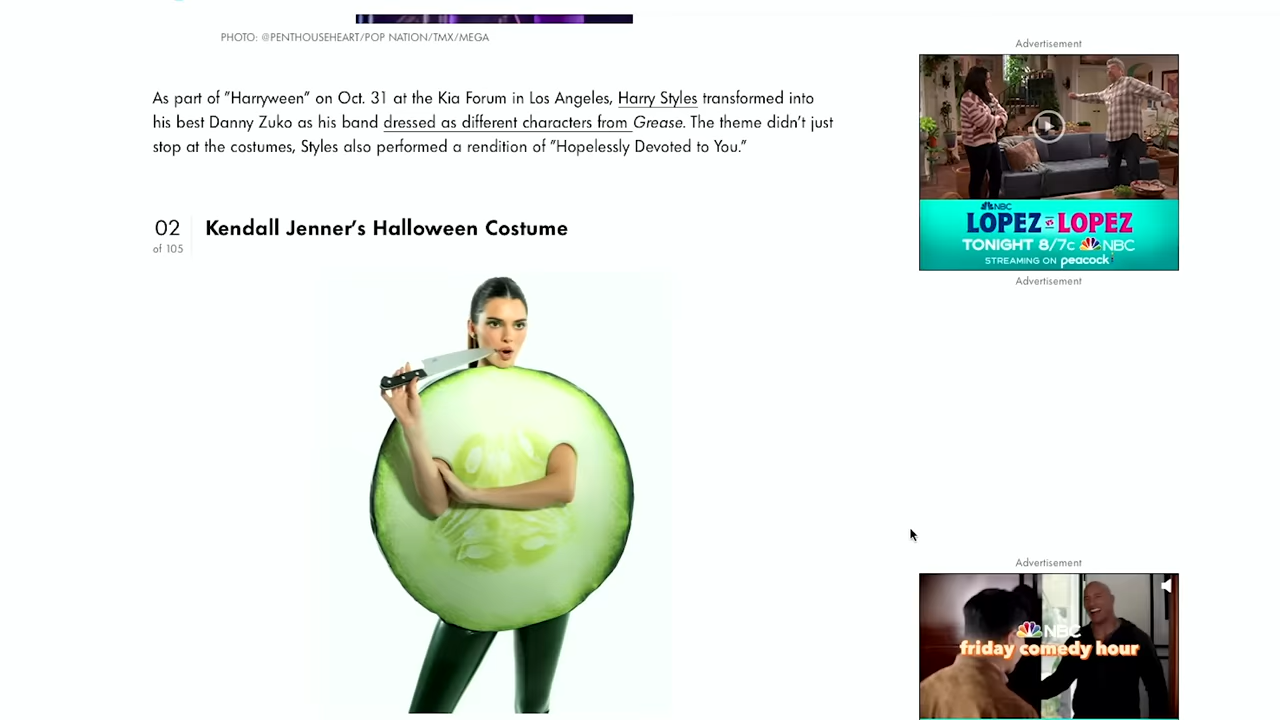 PHOTO: @PENTHOUSEHEART/POP NATION/TMX/MEGA
As part of "Harryween" on Oct. 31 at the Kia Forum in Los Angeles, Harry Styles transformed into
his best Danny Zuko as his band dressed as different characters from Grease. The theme didn't just
stop at the costumes, Styles also performed a rendition of "Hopelessly Devoted to You."
02
of 105
Kendall Jenner's Halloween Costume
Advertisement
NBC
LOPEZ vs LOPEZ
TONIGHT 8/7c NBC
STREAMING ON peacock
Advertisement
Advertisement
NBC
friday comedy hour